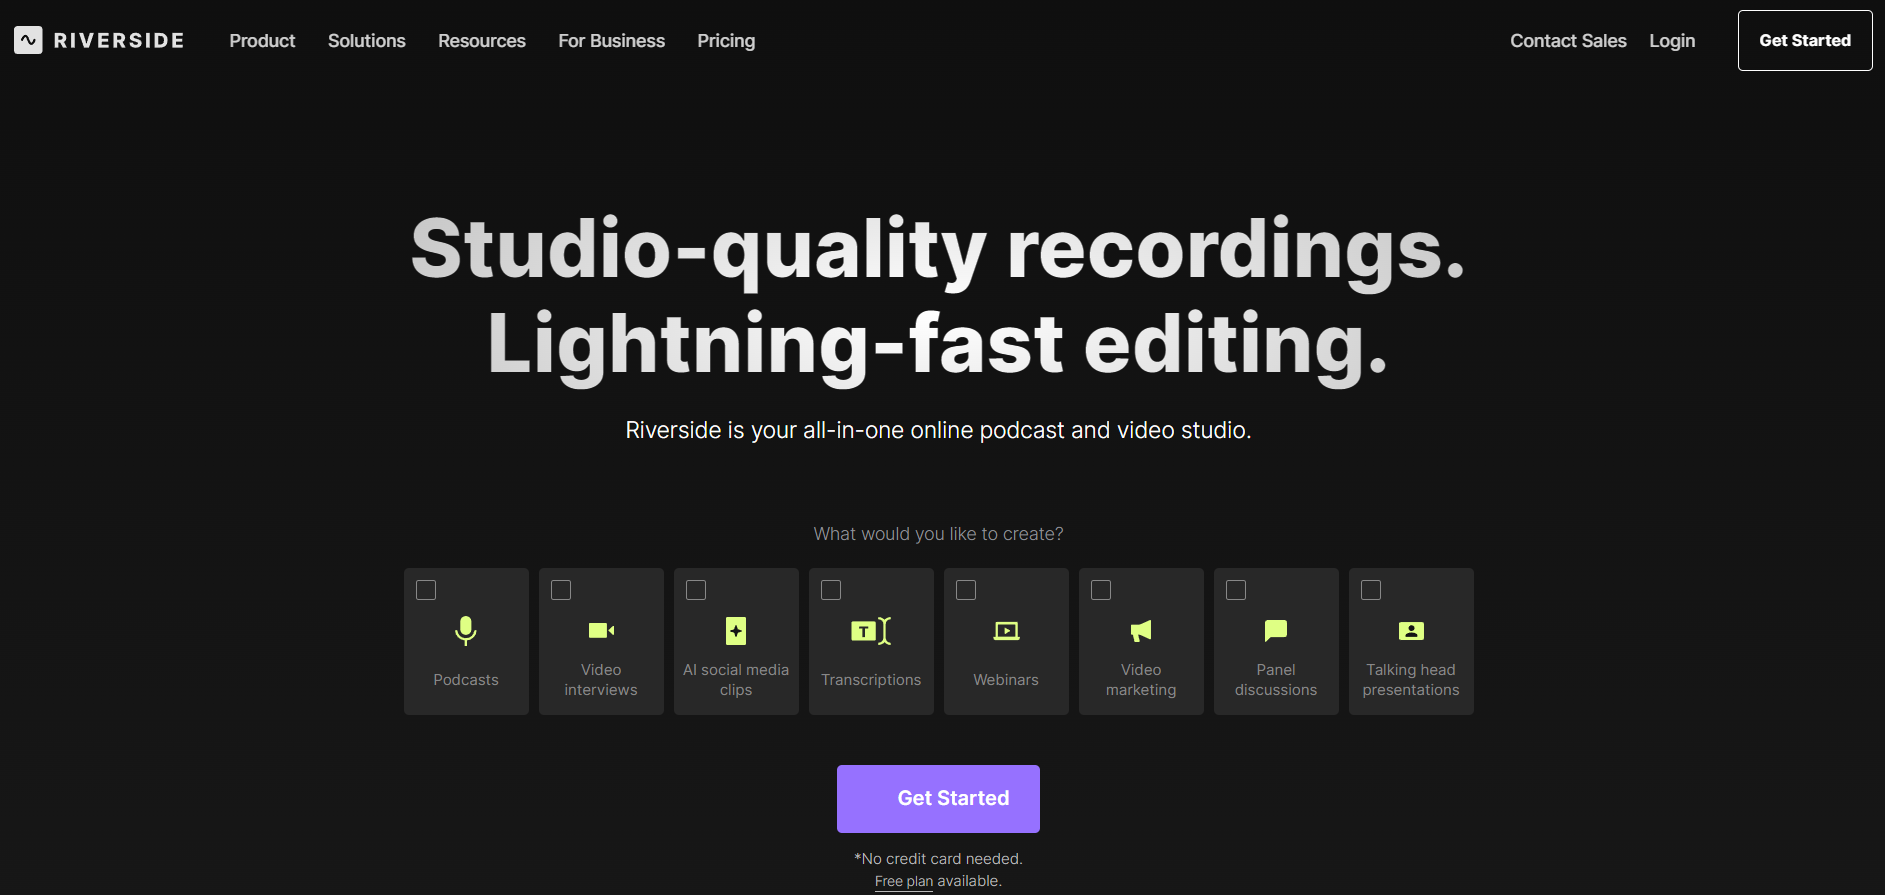 RIVERSIDE
Product
Solutions
Resources
For Business
Pricing
Contact Sales
Login
Get Started
Studio-quality recordings.
Lightning-fast editing.
Riverside is your all-in-one online podcast and video studio.
What would you like to create?
Podcasts
Video
interviews
AI social media
clips
T
Transcriptions
Webinars
Video
marketing
Panel
discussions
Talking head
presentations
Get Started
*No credit card needed.
Free plan available.